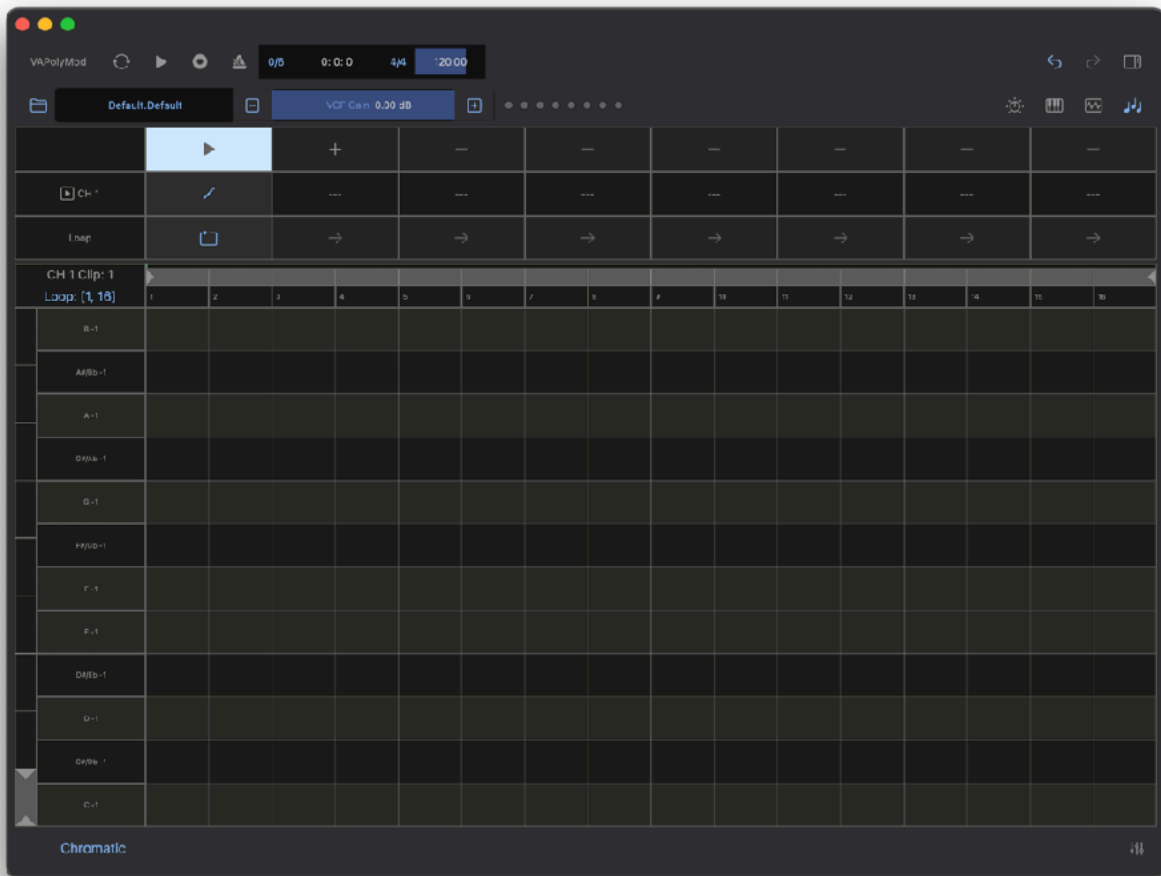 VAPolyMod 0/5 0: 0: 0 4/4 120.00
Default.Default VCF Gain 0.00 dB
CH 1
Loop
CH 1 Clip: 1
Loop: [1, 16]
1 2 3 4 5 6 7 8 9 10 11 12 13 14 15 16
B -1
A#/Bb -1
A -1
G#/Ab -1
G -1
F#/Gb -1
F -1
E -1
D#/Eb -1
D -1
C#/Db -1
C -1
Chromatic